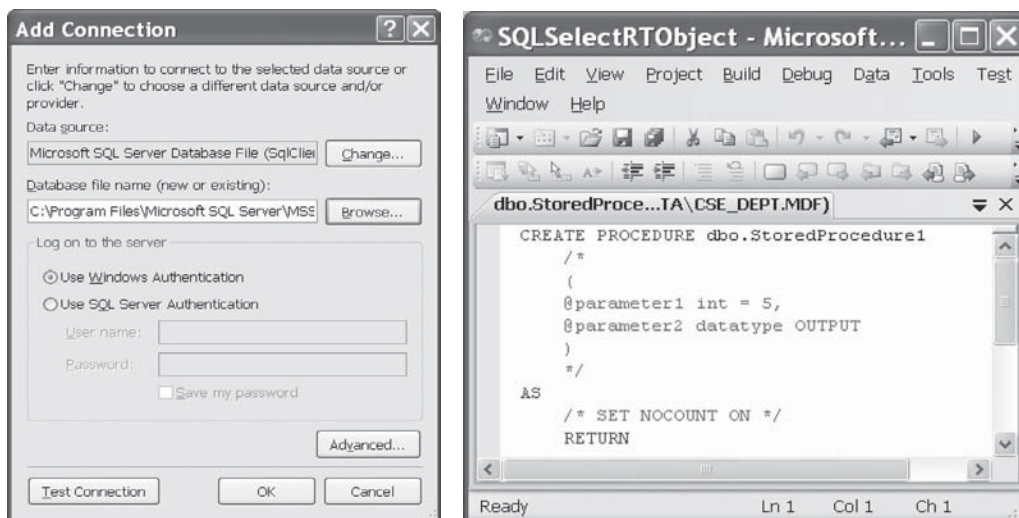 Add Connection
Enter information to connect to the selected data source or
click "Change" to choose a different data source and/or
provider.
Data source:
Microsoft SQL Server Database File (SqlClie
Change...
Database file name (new or existing):
C:\Program Files\Microsoft SQL Server\MSS
Browse...
Log on to the server
Use Windows Authentication
Use SQL Server Authentication
User name:
Password:
Save my password
Advanced...
Test Connection OK Cancel
SQLSelectRTObject - Microsoft...
File Edit View Project Build Debug Data Tools Test
Window Help
dbo.StoredProce...TA\CSE_DEPT.MDF)
CREATE PROCEDURE dbo.StoredProcedure1
/*
(
@parameter1 int = 5,
@parameter2 datatype OUTPUT
)
*/
AS
/* SET NOCOUNT ON */
RETURN
Ready Ln 1 Col 1 Ch 1